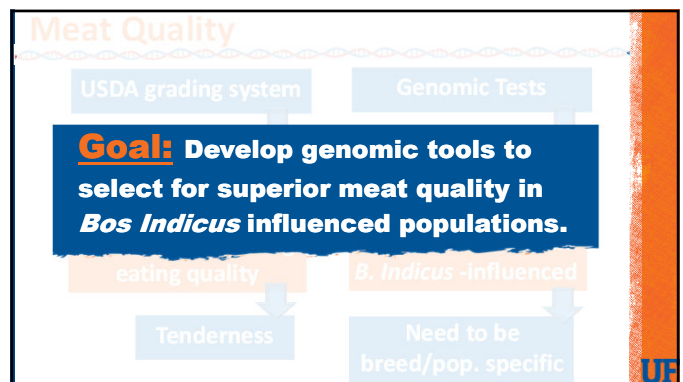 Meat Quality
USDA grading system
Genomic Tests
Goal: Develop genomic tools to
select for superior meat quality in
Bos Indicus influenced populations.
eating quality
B. Indicus -influenced
Tenderness
Need to be
breed/pop. specific
UF